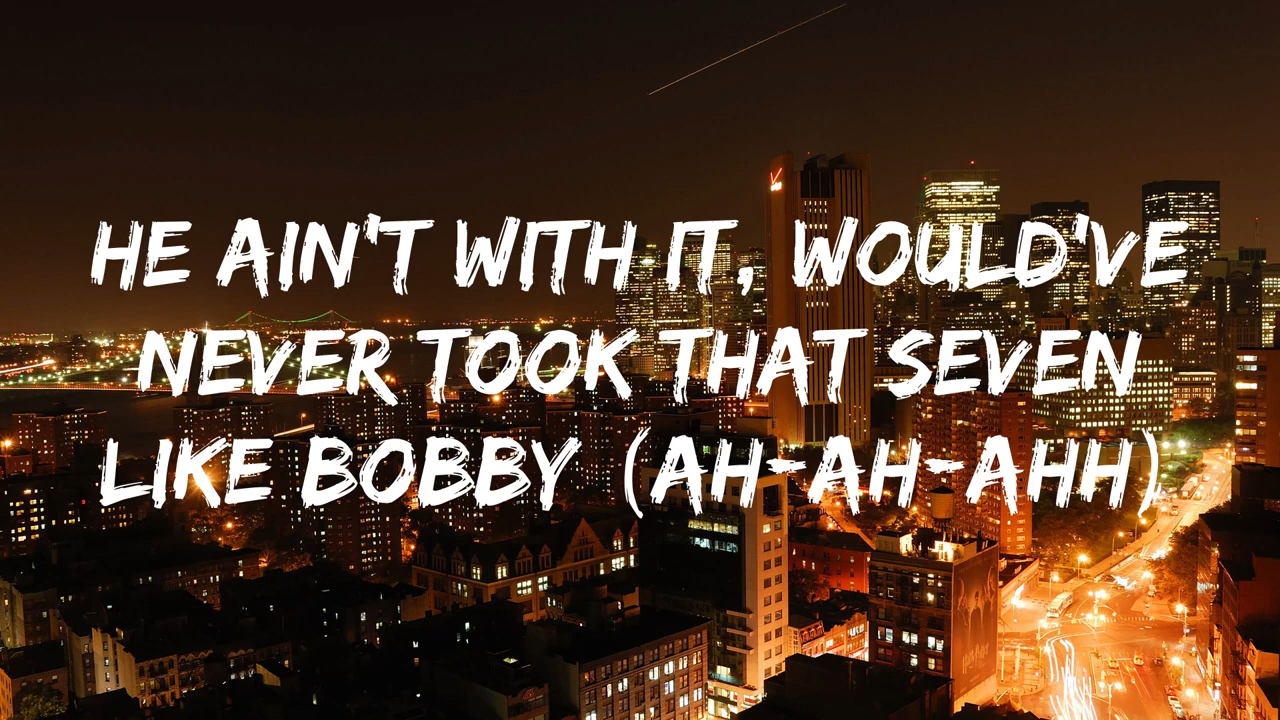 HE AIN'T WITH IT, WOULD'VE
NEVER TOOK THAT SEVEN
LIKE BOBBY (AH-AH-AHH)